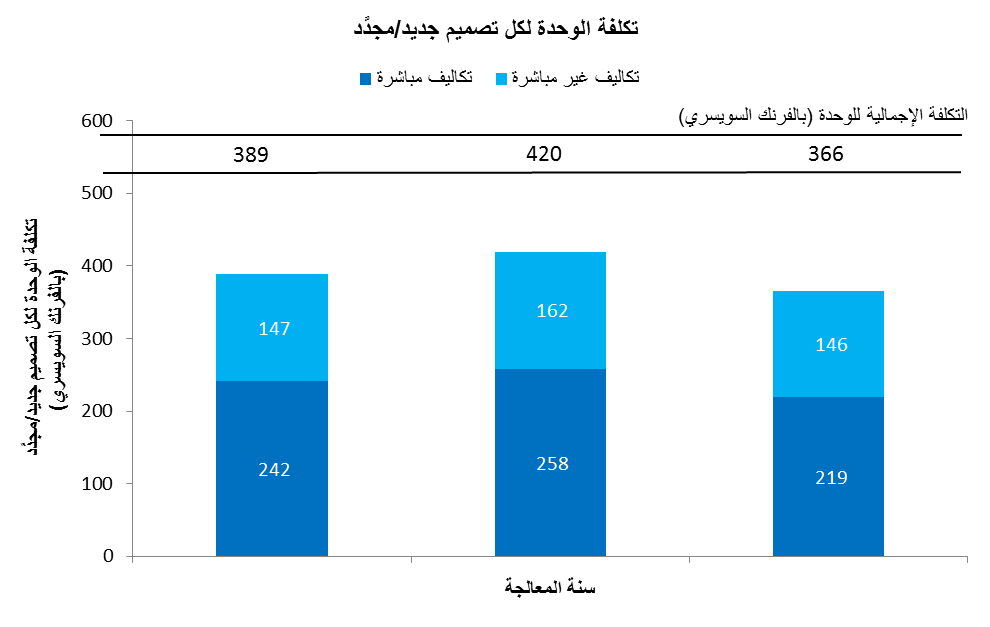 تكلفة الوحدة لكل تصميم جديد/مجدَّد
تكاليف مباشرة تكاليف غير مباشرة
التكلفة الإجمالية للوحدة (بالفرنك السويسري)
600
389 420 366
500
400
300
200
100
0
147 162 146
242 258 219
تكلفة الوحدة لكل تصميم جديد/مجدَّد
(بالفرنك السويسري)
سنة المعالجة